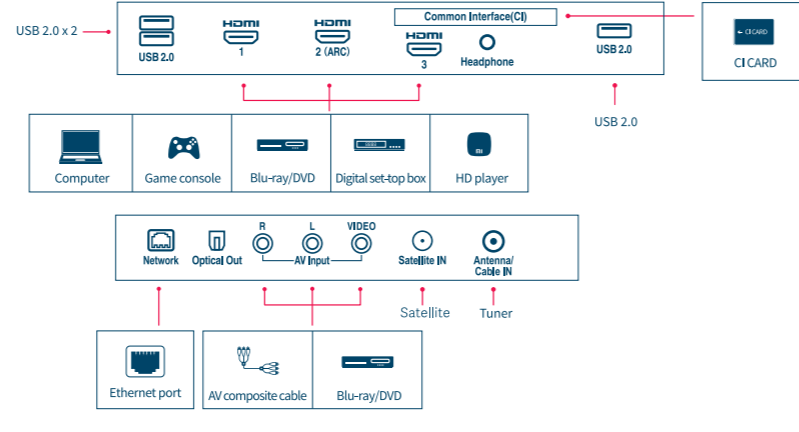 USB 2.0 x 2
USB 2.0
HDMI
1
HDMI
2 (ARC)
Common Interface(CI)
HDMI
3
Headphone
USB 2.0
CI CARD
CI CARD
USB 2.0
Computer
Game console
Blu-ray/DVD
Digital set-top box
mi
HD player
Network
Optical Out
R
L
VIDEO
AV Input
Satellite IN
Antenna/
Cable IN
Satellite
Tuner
Ethernet port
AV composite cable
Blu-ray/DVD